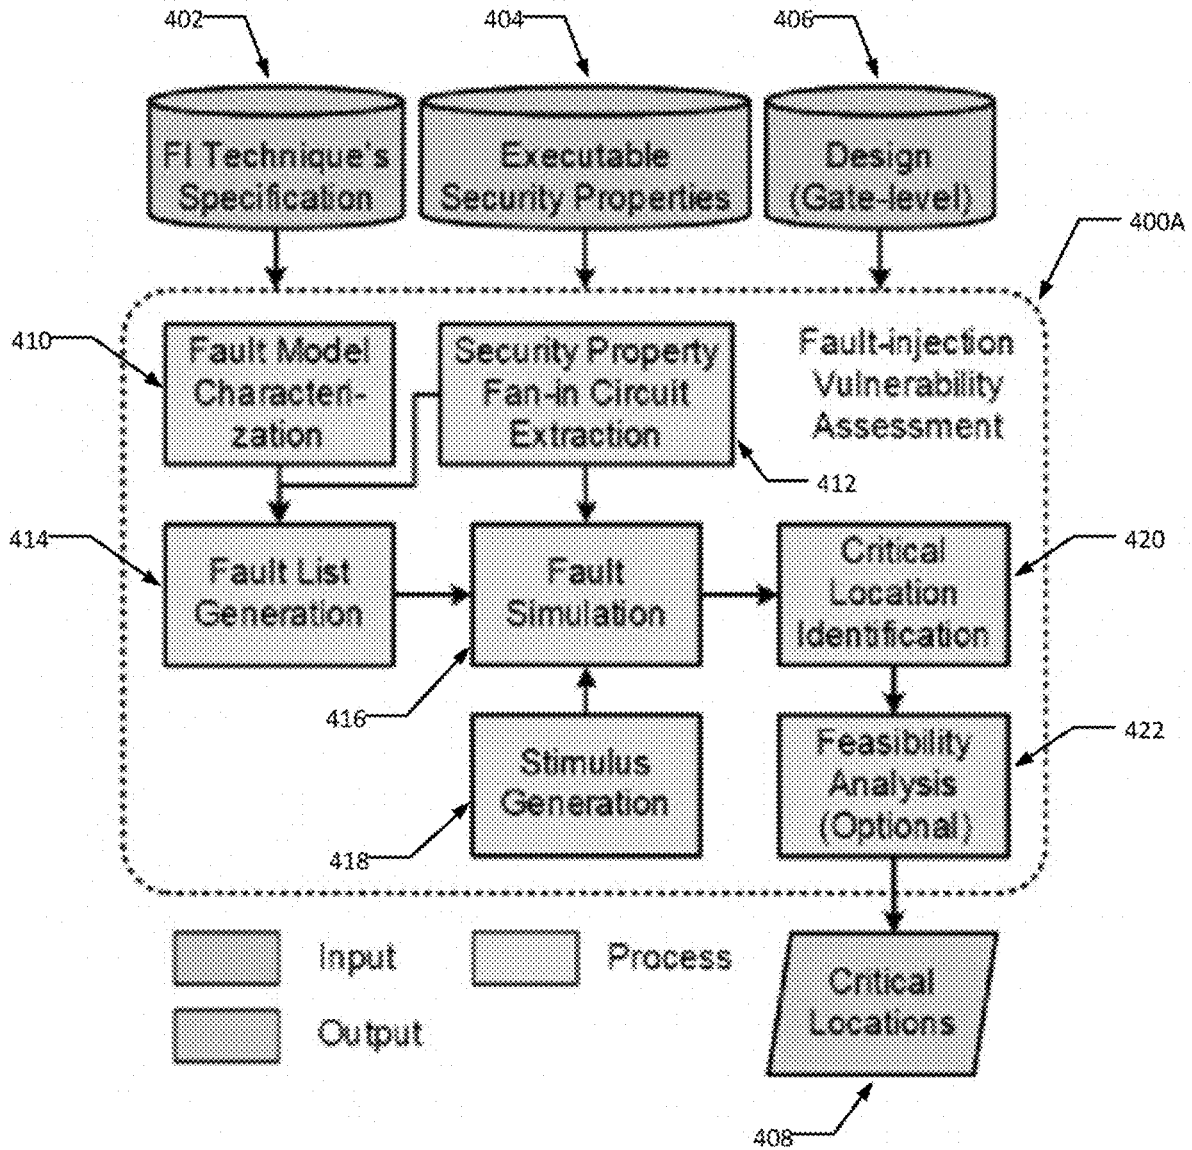 402
404
406
FI Technique's
Specification
Executable
Security Properties
Design
(Gate-level)
400A
410
Fault Model
Characteri-
zation
Security Property
Fan-in Circuit
Extraction
Fault-injection
Vulnerability
Assessment
412
414
Fault List
Generation
Fault
Simulation
Critical
Location
Identification
420
416
Stimulus
Generation
Feasibility
Analysis
(Optional)
422
418
Input
Process
Output
Critical
Locations
408